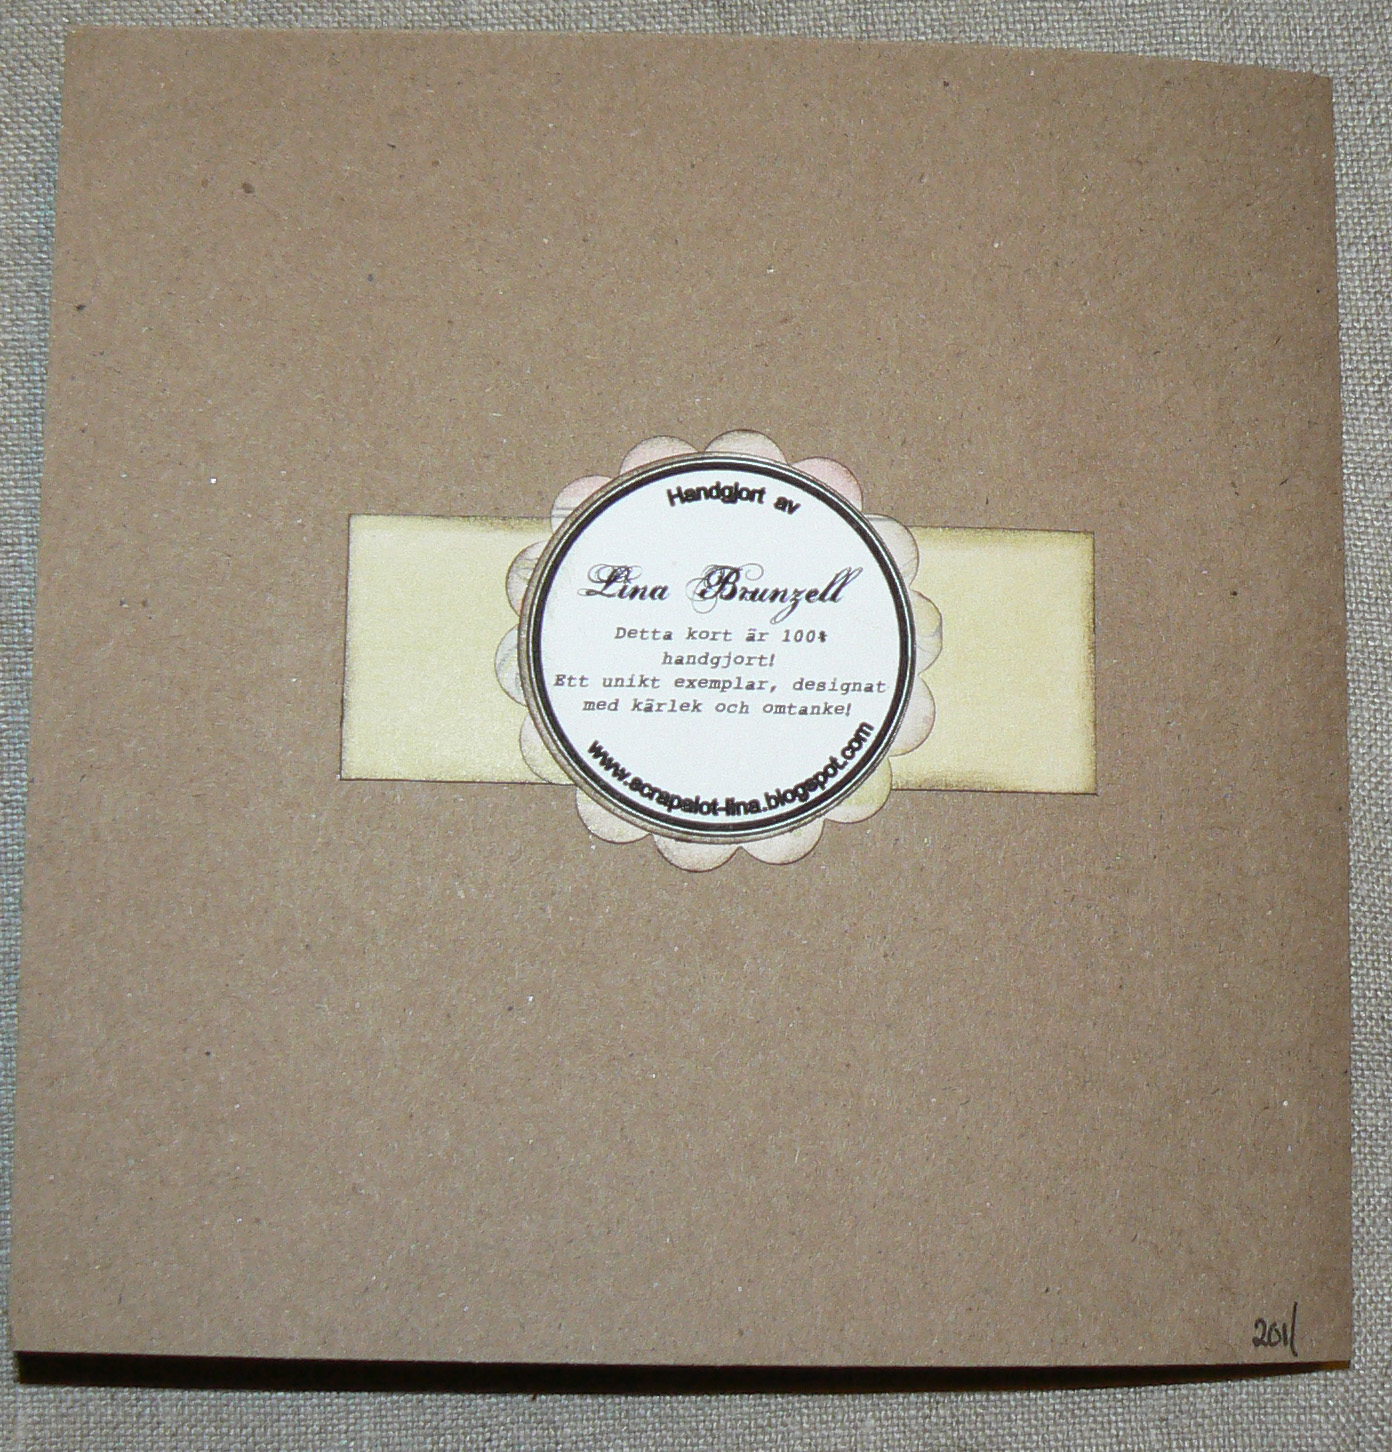 Handgjort av
Lina Brunzell
Detta kort är 100%
handgjort!
Ett unikt exemplar, designat
med kärlek och omtanke!
www.scrapalot-lina.blogspot.com
2011